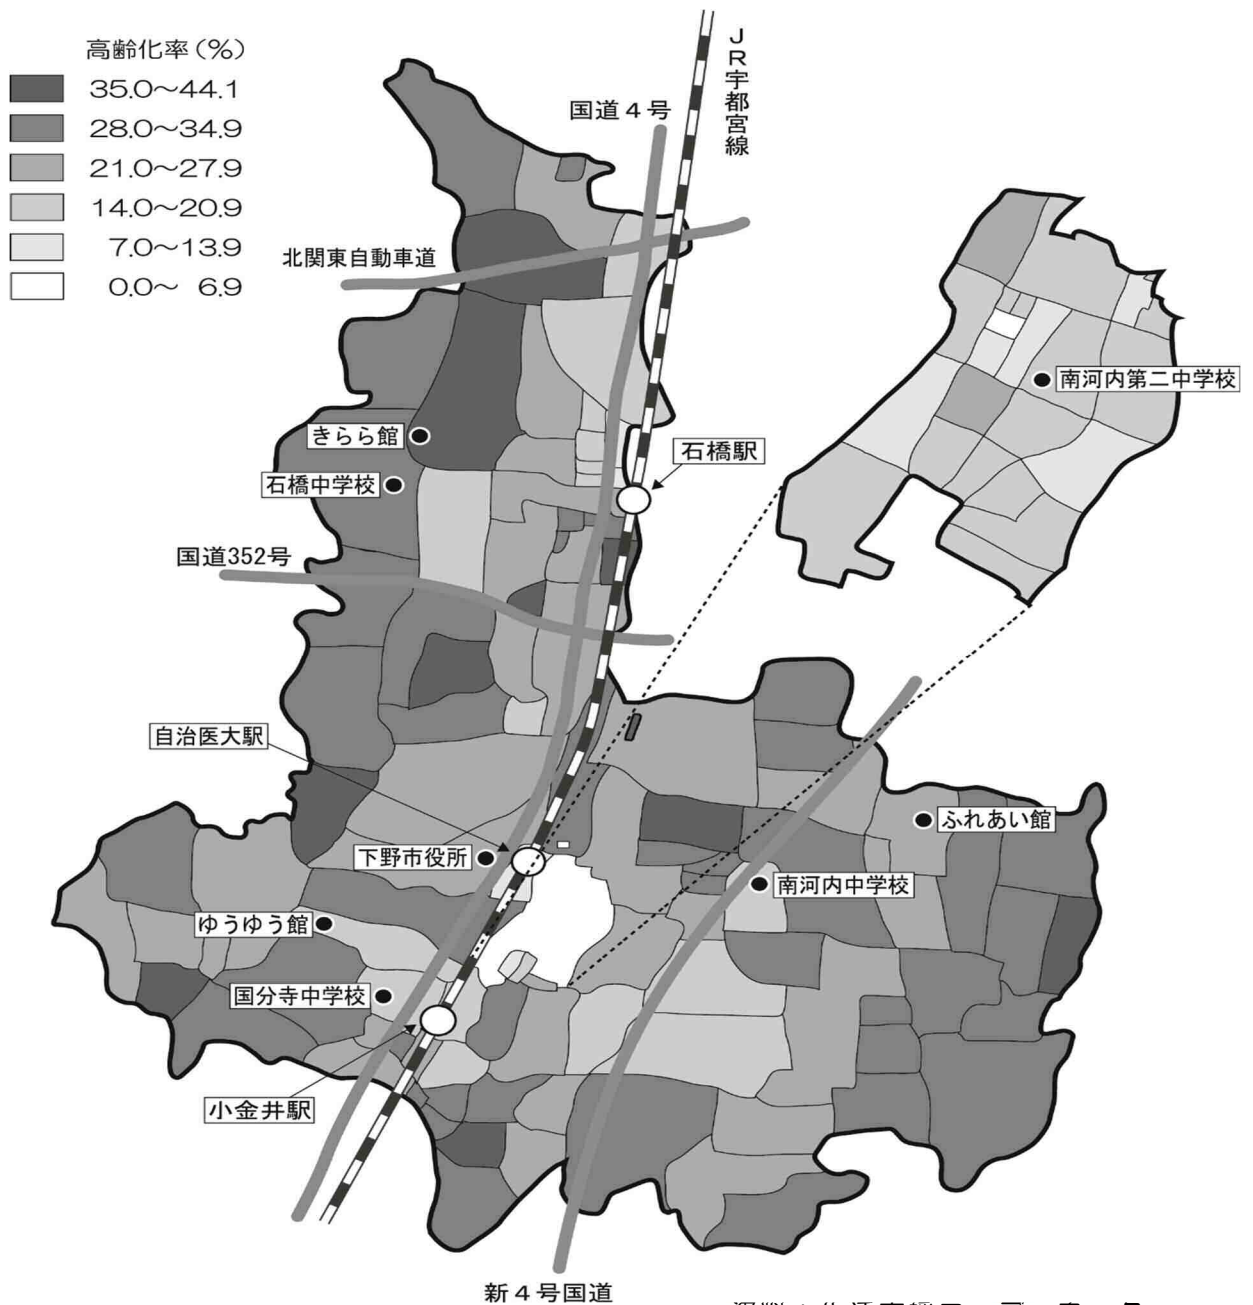 高齢化率(%)
35.0～44.1
28.0～34.9
21.0～27.9
14.0～20.9
7.0～13.9
0.0～ 6.9
JR宇都宮線
国道4号
北関東自動車道
南河内第二中学校
きらら館
石橋駅
石橋中学校
国道352号
自治医大駅
ふれあい館
下野市役所
南河内中学校
ゆうゆう館
国分寺中学校
小金井駅
新4号国道